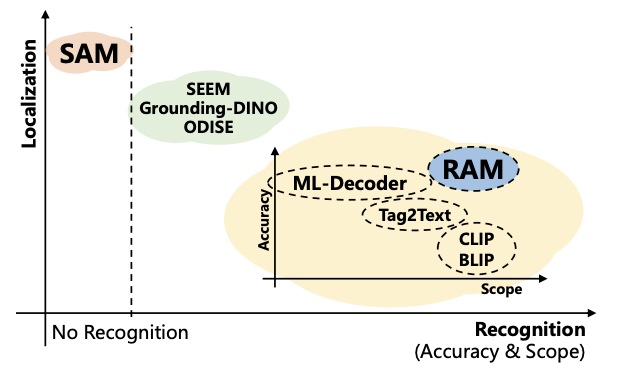 Localization
SAM
SEEM
Grounding-DINO
ODISE
Accuracy
ML-Decoder
RAM
Tag2Text
CLIP
BLIP
Scope
No Recognition
Recognition
(Accuracy & Scope)